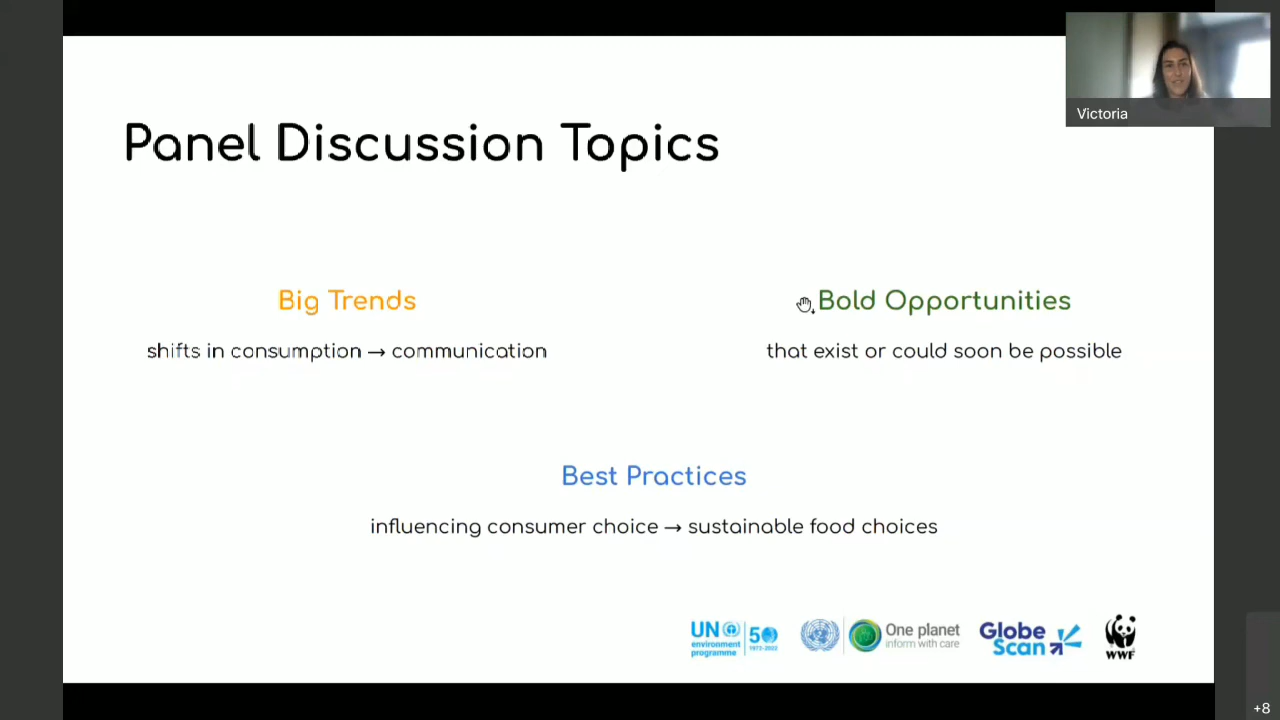 Victoria
Panel Discussion Topics
Big Trends
shifts in consumption → communication
Bold Opportunities
that exist or could soon be possible
Best Practices
influencing consumer choice → sustainable food choices
UN
environment
programme
50
1972-2022
One planet
inform with care
Globe
Scan
WWF
+8